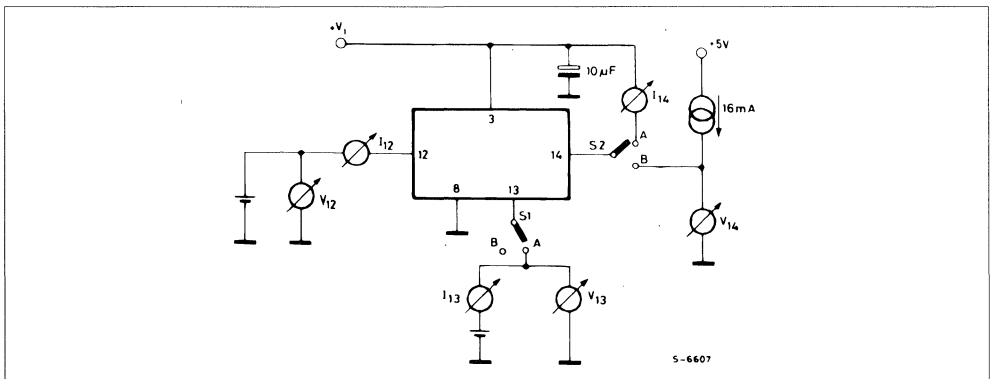 +V1
+5V
10µF
I14
16mA
3
S2
A
I12
12
14
B
V12
8
13
V14
S1
B
A
I13
V13
S-6607